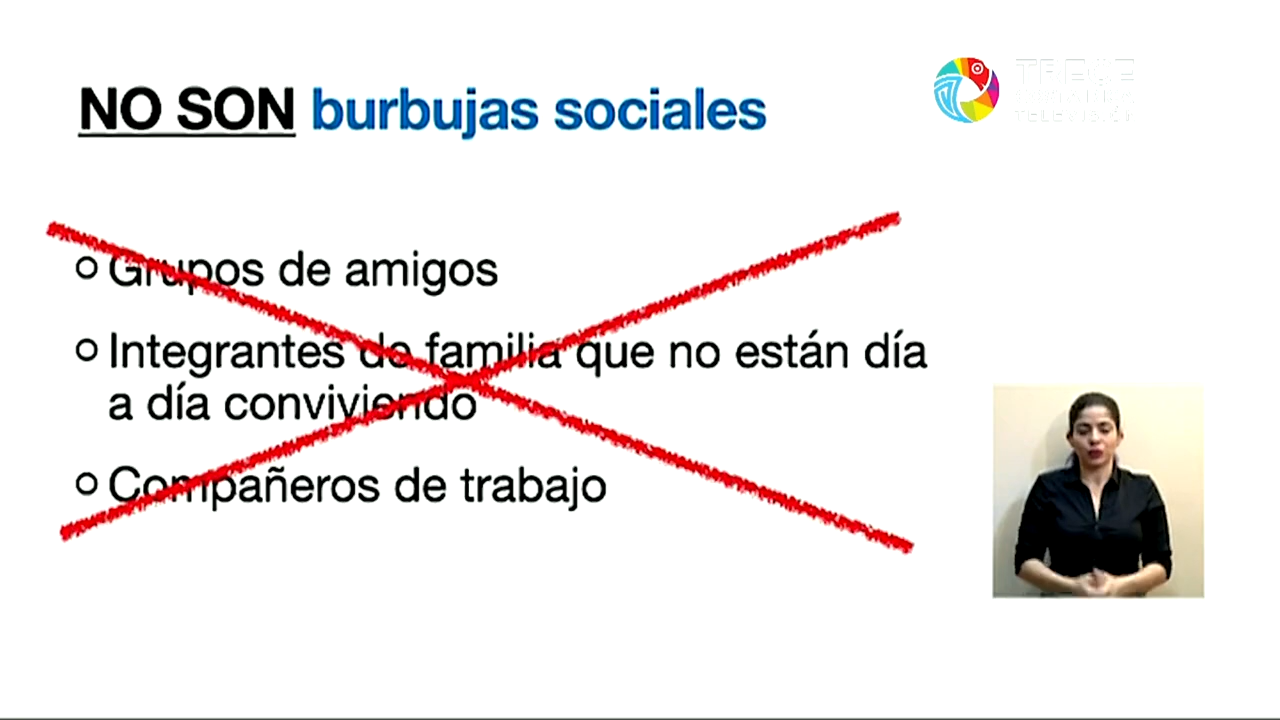 NO SON burbujas sociales
TRECE
TELEVISIÓN
○ Grupos de amigos
○ Integrantes de familia que no están día
a día conviviendo
○ Compañeros de trabajo